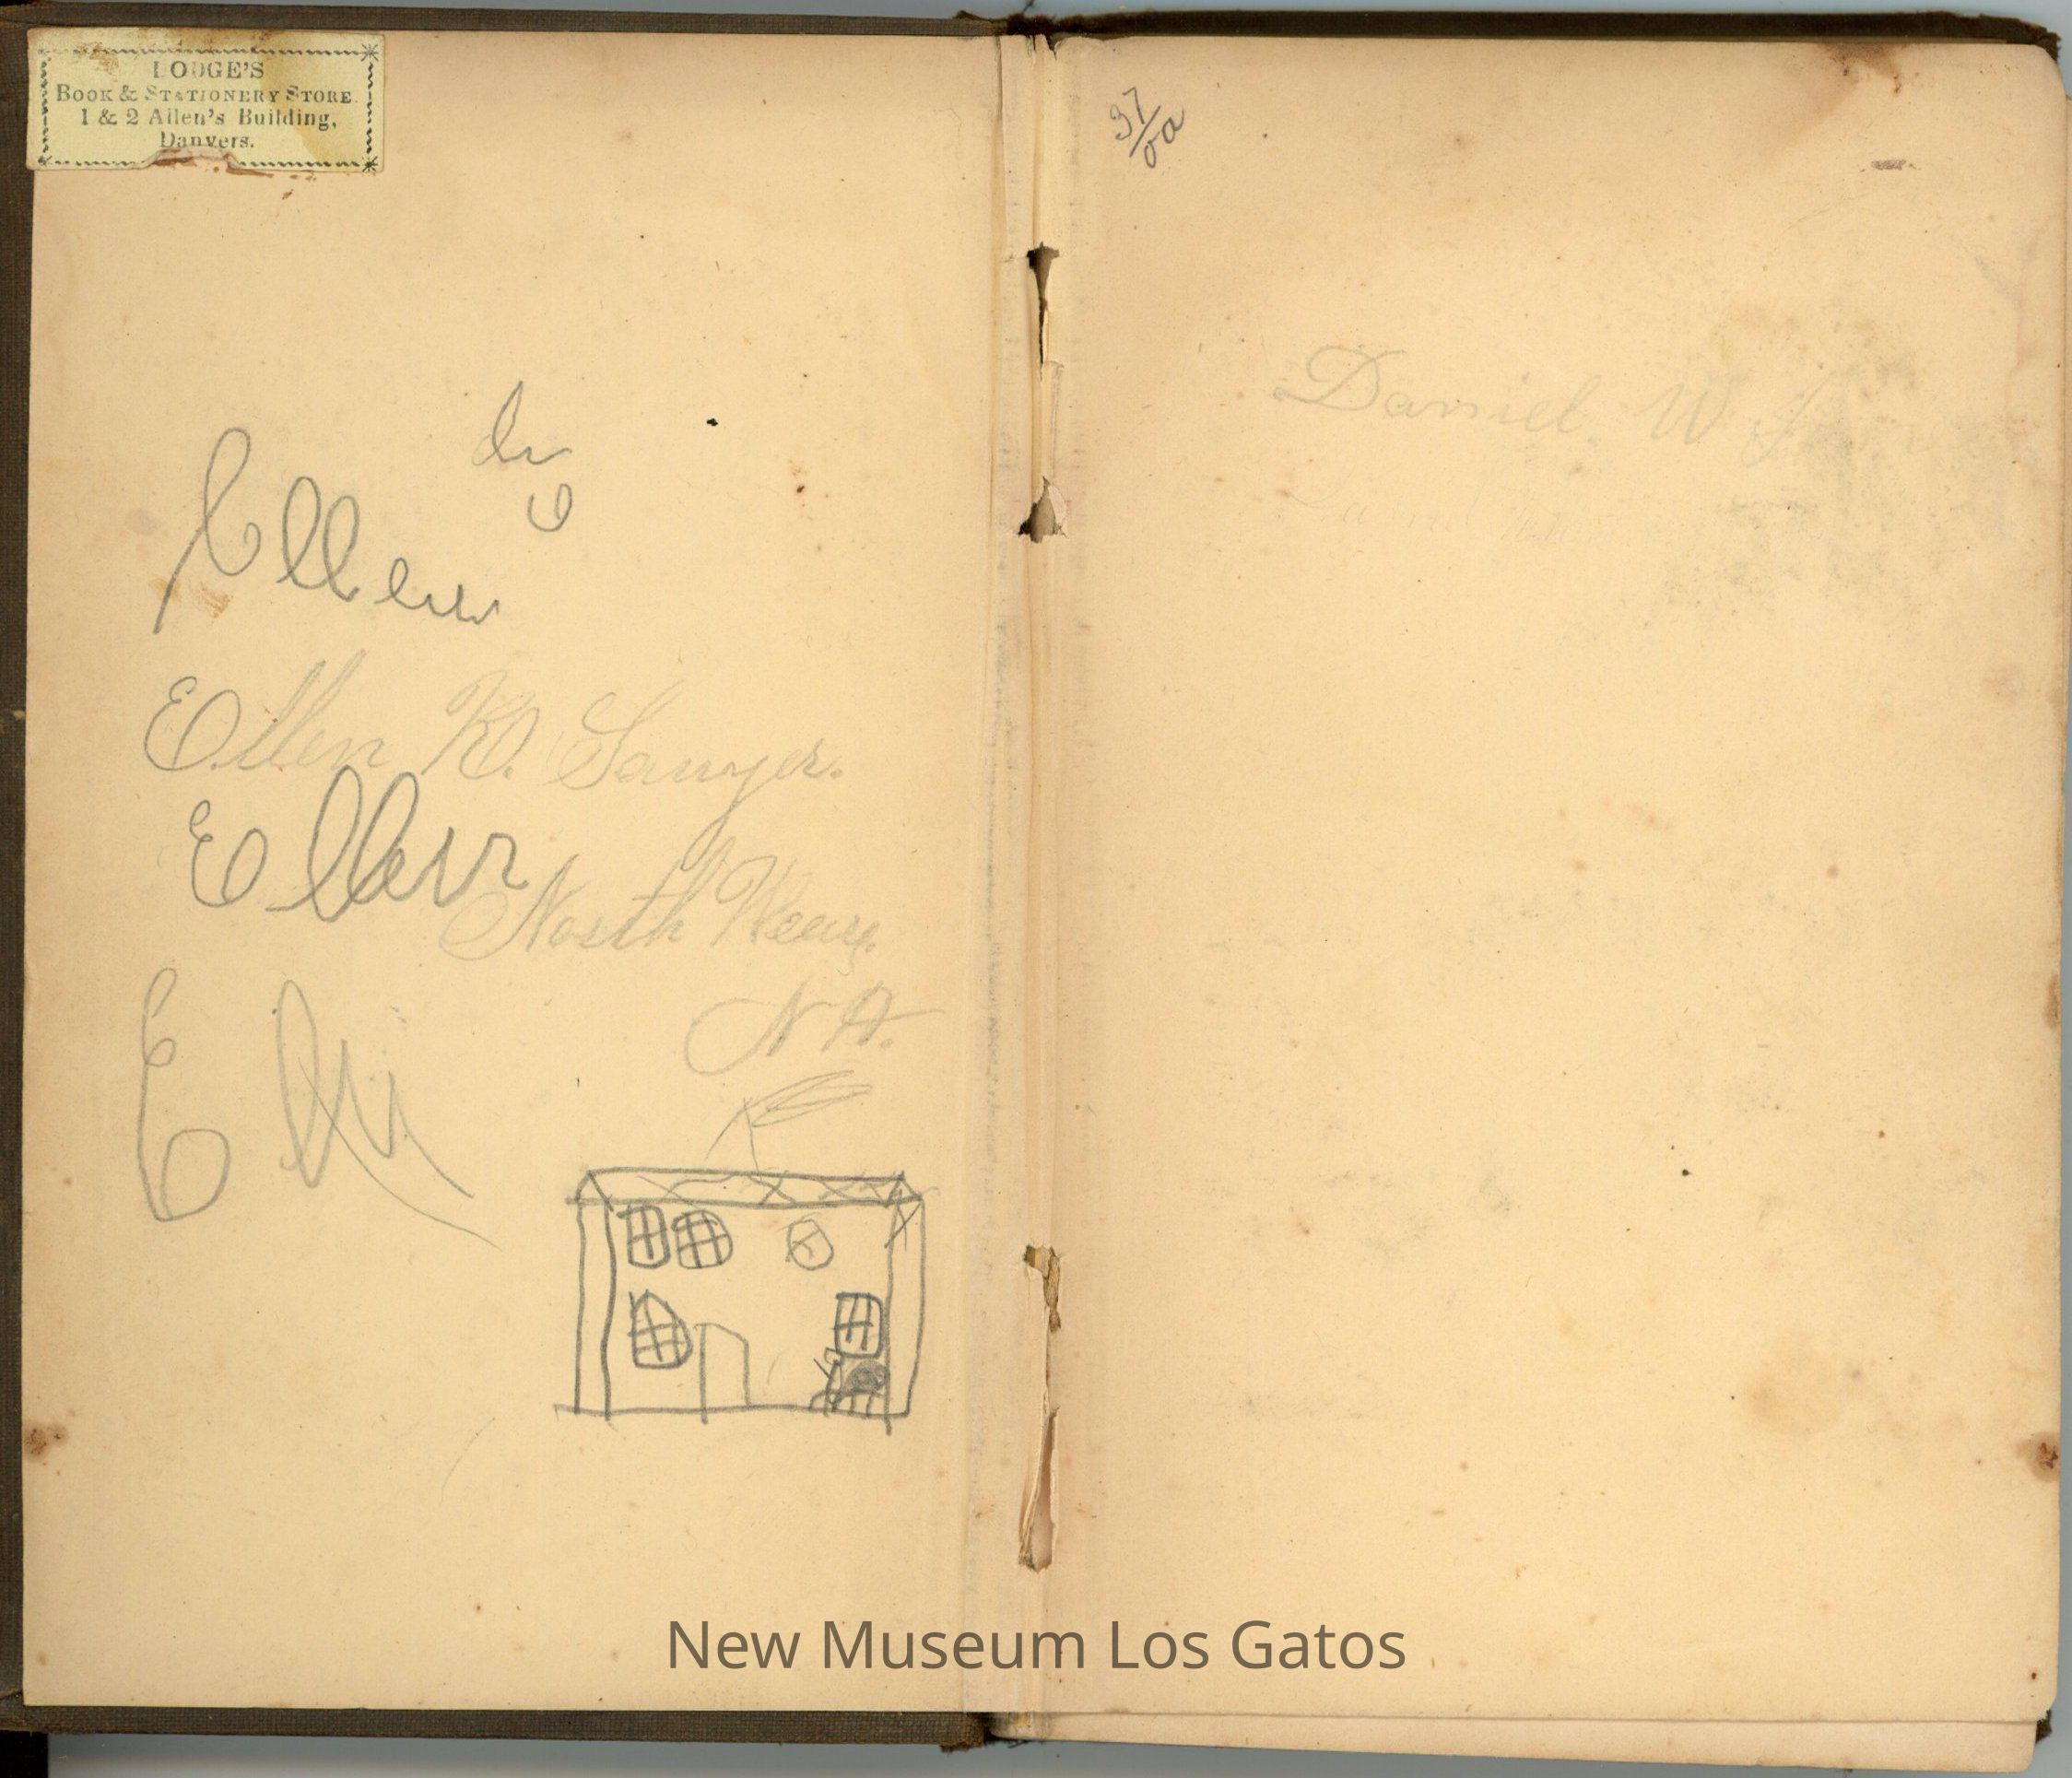 LODGE'S
BOOK & STATIONERY STORE.
1 & 2 Allen's Building,
Danvers.
Ellen
Ellen K. Sawyer.
Ellen
North Weare,
N H.
E
37/oa
Daniel W
New Museum Los Gatos